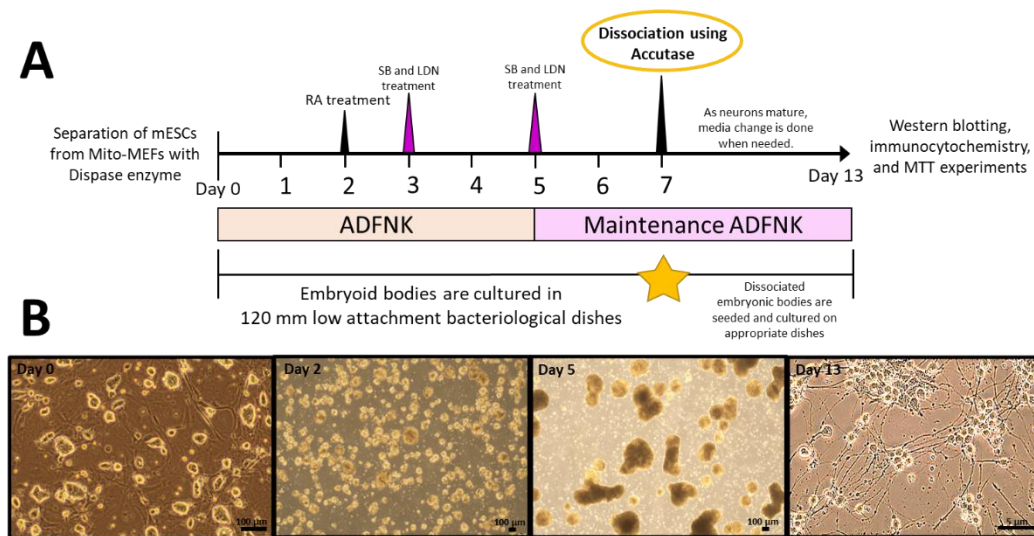 A
Dissociation using
Accutase
SB and LDN
treatment
SB and LDN
treatment
RA treatment
As neurons mature,
media change is done
when needed.
Separation of mESCs
from Mito-MEFs with
Dispase enzyme
Western blotting,
immunocytochemistry,
and MTT experiments
Day 0
1
2
3
4
5
6
7
Day 13
ADFNK
Maintenance ADFNK
Embryoid bodies are cultured in
120 mm low attachment bacteriological dishes
Dissociated
embryonic bodies are
seeded and cultured on
appropriate dishes
B
Day 0
100 µm
Day 2
100 µm
Day 5
100 µm
Day 13
5 µm